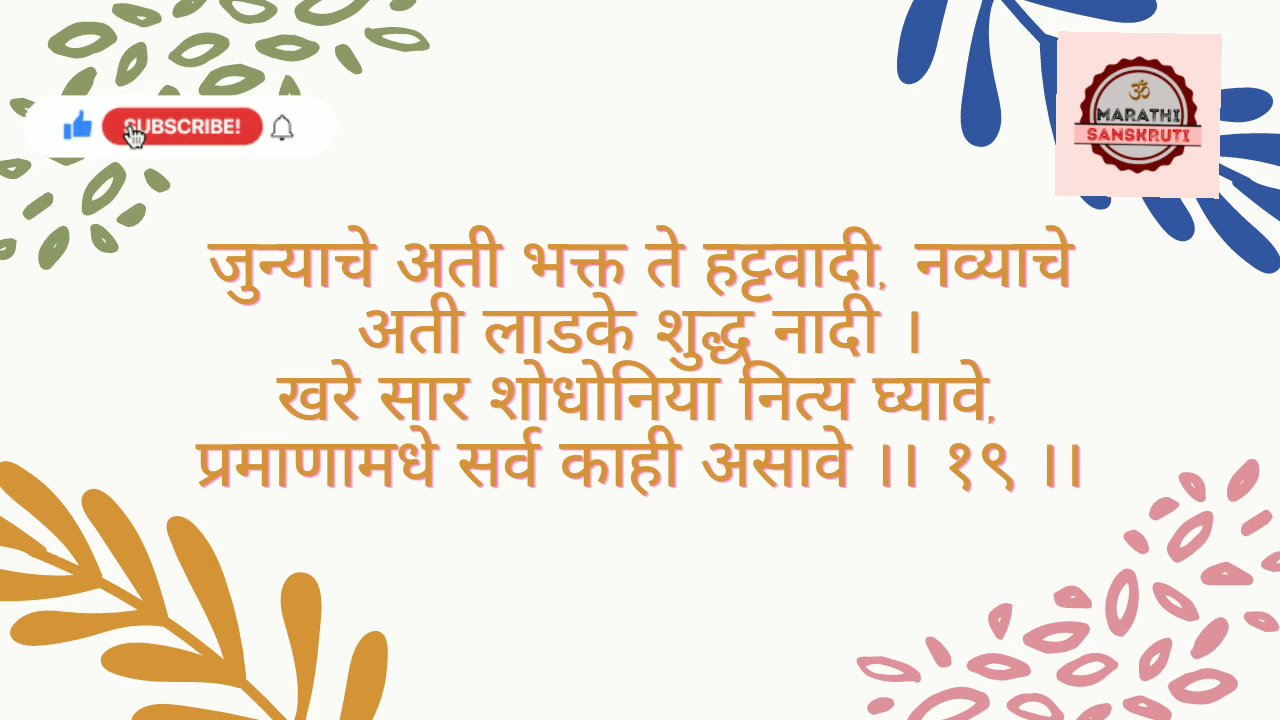 SUBSCRIBE!
ॐ
MARATHI
SANSKRUTI
जुन्याचे अती भक्त ते हट्टवादी, नव्याचे
अती लाडके शुद्ध नादी ।
खरे सार शोधोनिया नित्य घ्यावे,
प्रमाणामधे सर्व काही असावे ।। १९ ।।